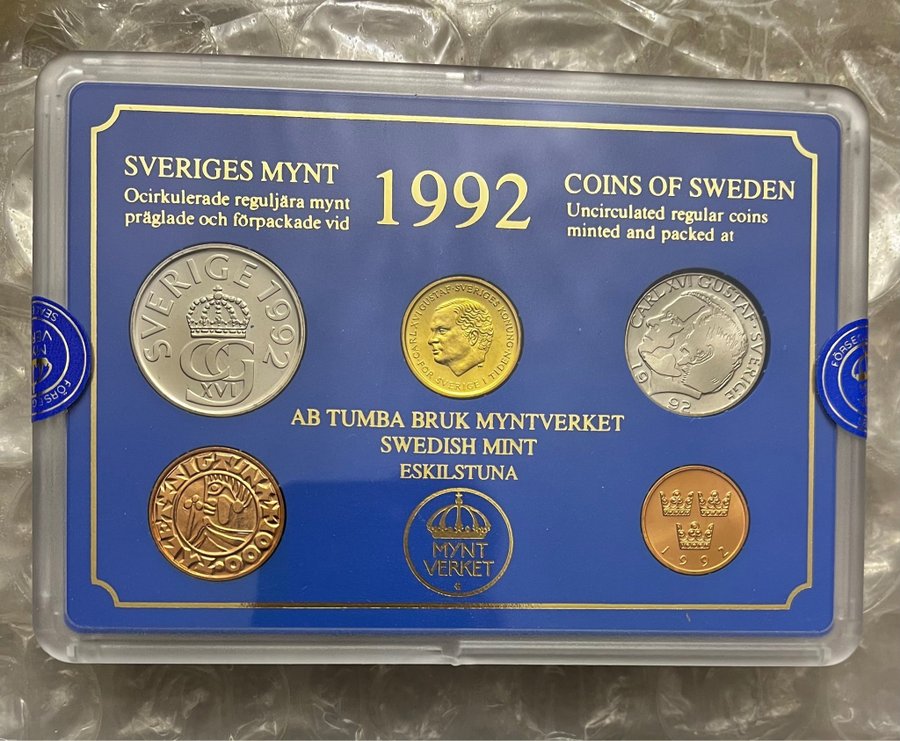 SVERIGES MYNT
Ocirkulerade reguljära mynt
präglade och förpackade vid
1992
COINS OF SWEDEN
Uncirculated regular coins
minted and packed at
SVERIGE 1992
CG
XVI
CARL XVI GUSTAF · SVERIGES KONUNG ·
· FÖR SVERIGE I TIDEN
CARL XVI GUSTAF · SVERIGE
1992
AB TUMBA BRUK MYNTVERKET
SWEDISH MINT
ESKILSTUNA
MYNT
VERKET
1992